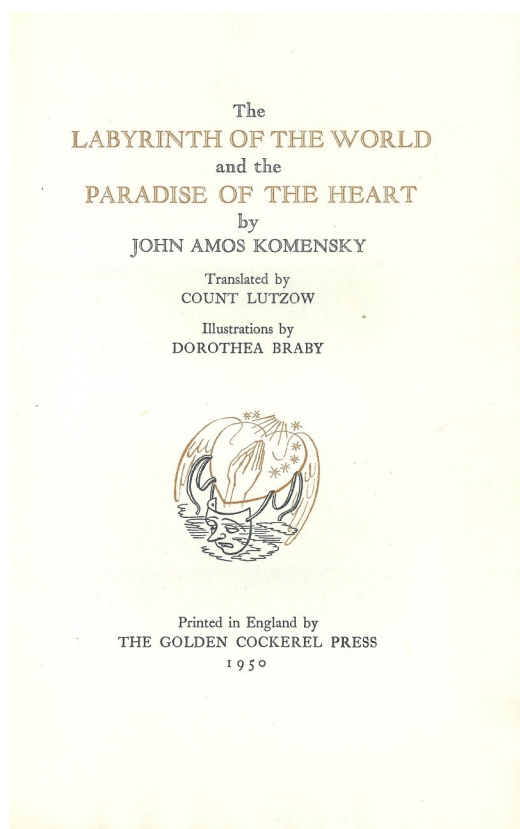 The
LABYRINTH OF THE WORLD
and the
PARADISE OF THE HEART
by
JOHN AMOS KOMENSKY
Translated by
COUNT LUTZOW
Illustrations by
DOROTHEA BRABY
Printed in England by
THE GOLDEN COCKEREL PRESS
1950